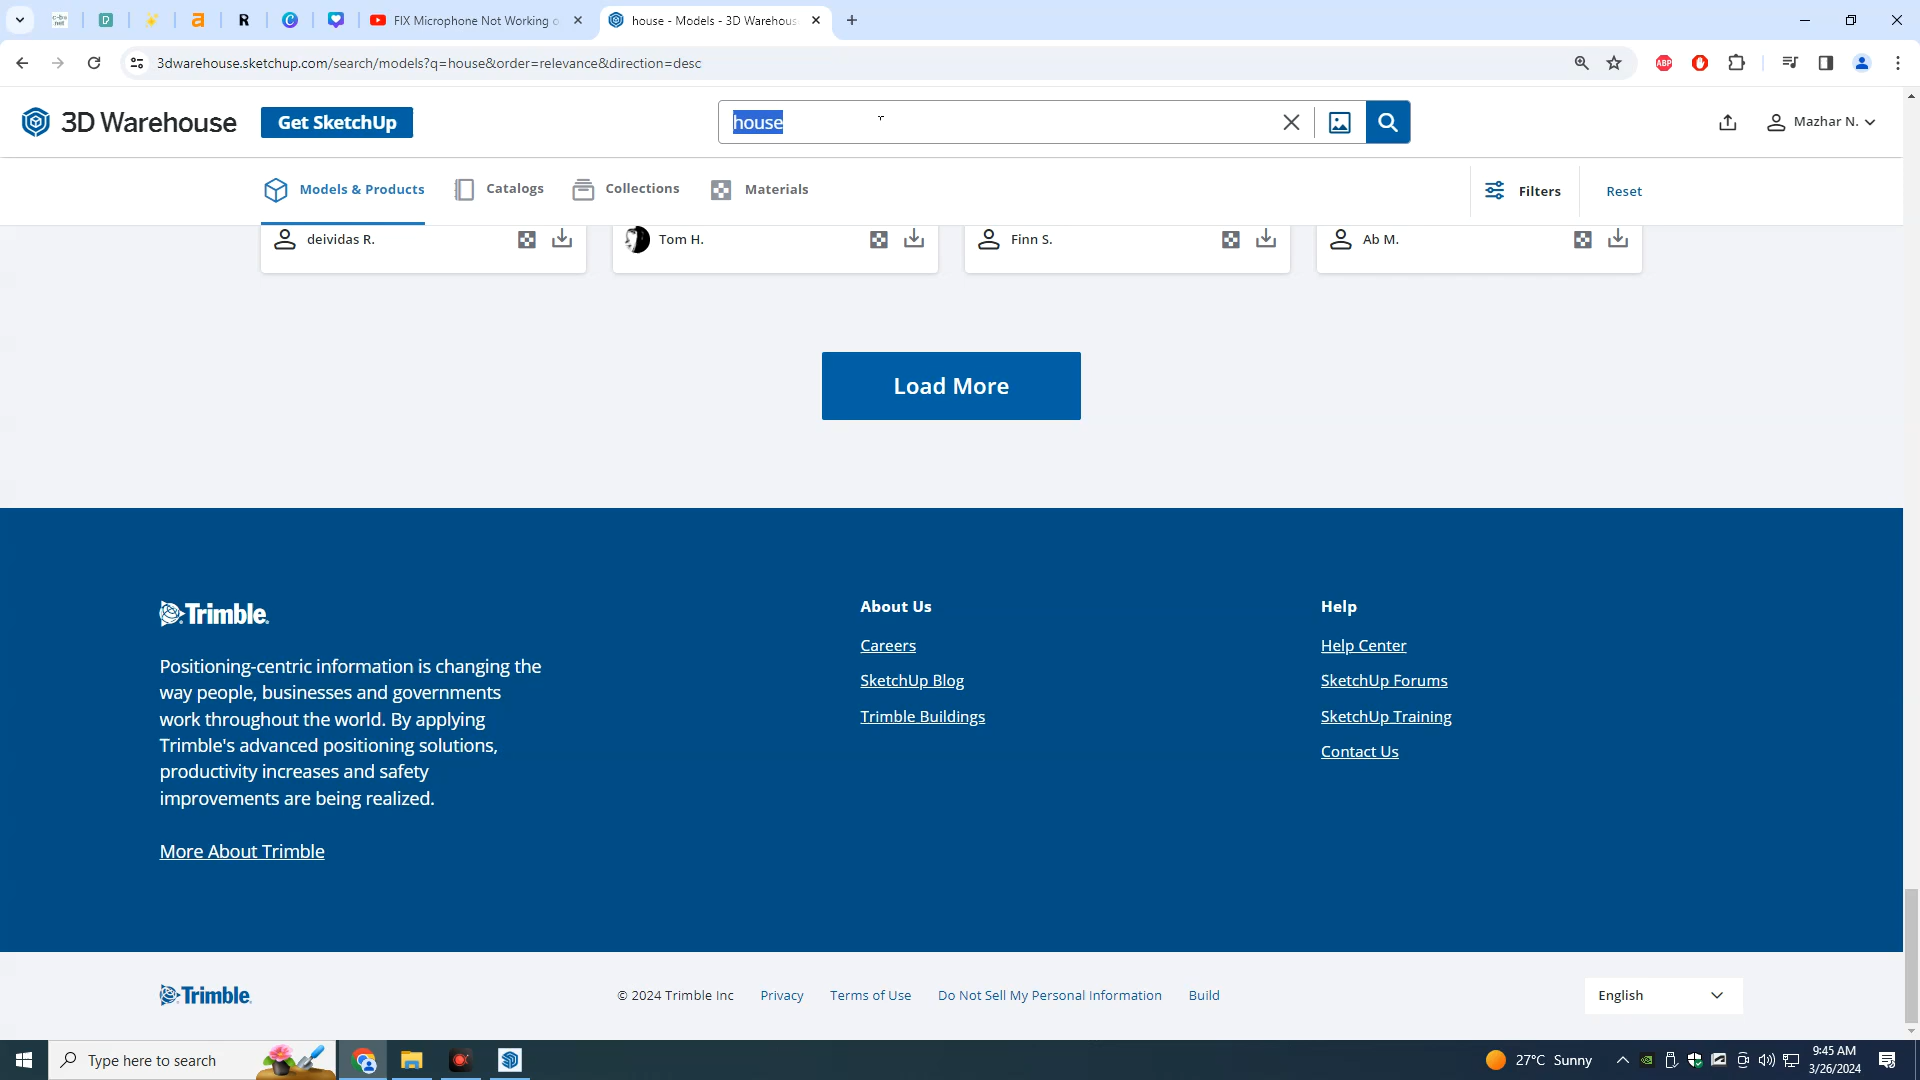 FIX Microphone Not Working o
house - Models - 3D Warehouse
3dwarehouse.sketchup.com/search/models?q=house&order=relevance&direction=desc
3D Warehouse
Get SketchUp
house
Mazhar N.
Models & Products
Catalogs
Collections
Materials
Filters
Reset
deividas R.
Tom H.
Finn S.
Ab M.
Load More
Trimble
Positioning-centric information is changing the
way people, businesses and governments
work throughout the world. By applying
Trimble's advanced positioning solutions,
productivity increases and safety
improvements are being realized.
More About Trimble
About Us
Careers
SketchUp Blog
Trimble Buildings
Help
Help Center
SketchUp Forums
SketchUp Training
Contact Us
Trimble
© 2024 Trimble Inc
Privacy
Terms of Use
Do Not Sell My Personal Information
Build
English
Type here to search
27°C Sunny
9:45 AM
3/26/2024